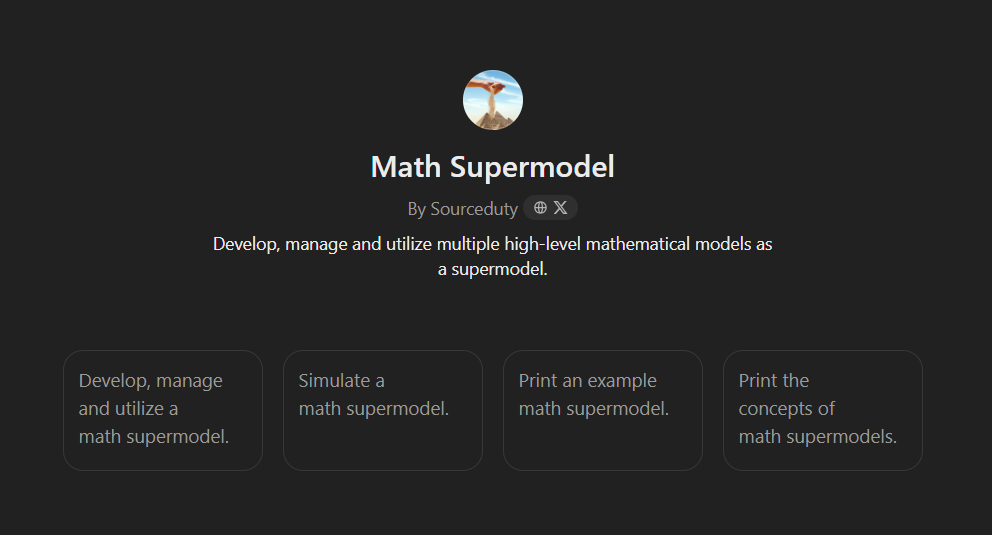 Math Supermodel
By Sourceduty
Develop, manage and utilize multiple high-level mathematical models as
a supermodel.
Develop, manage
and utilize a
math supermodel.
Simulate a
math supermodel.
Print an example
math supermodel.
Print the
concepts of
math supermodels.